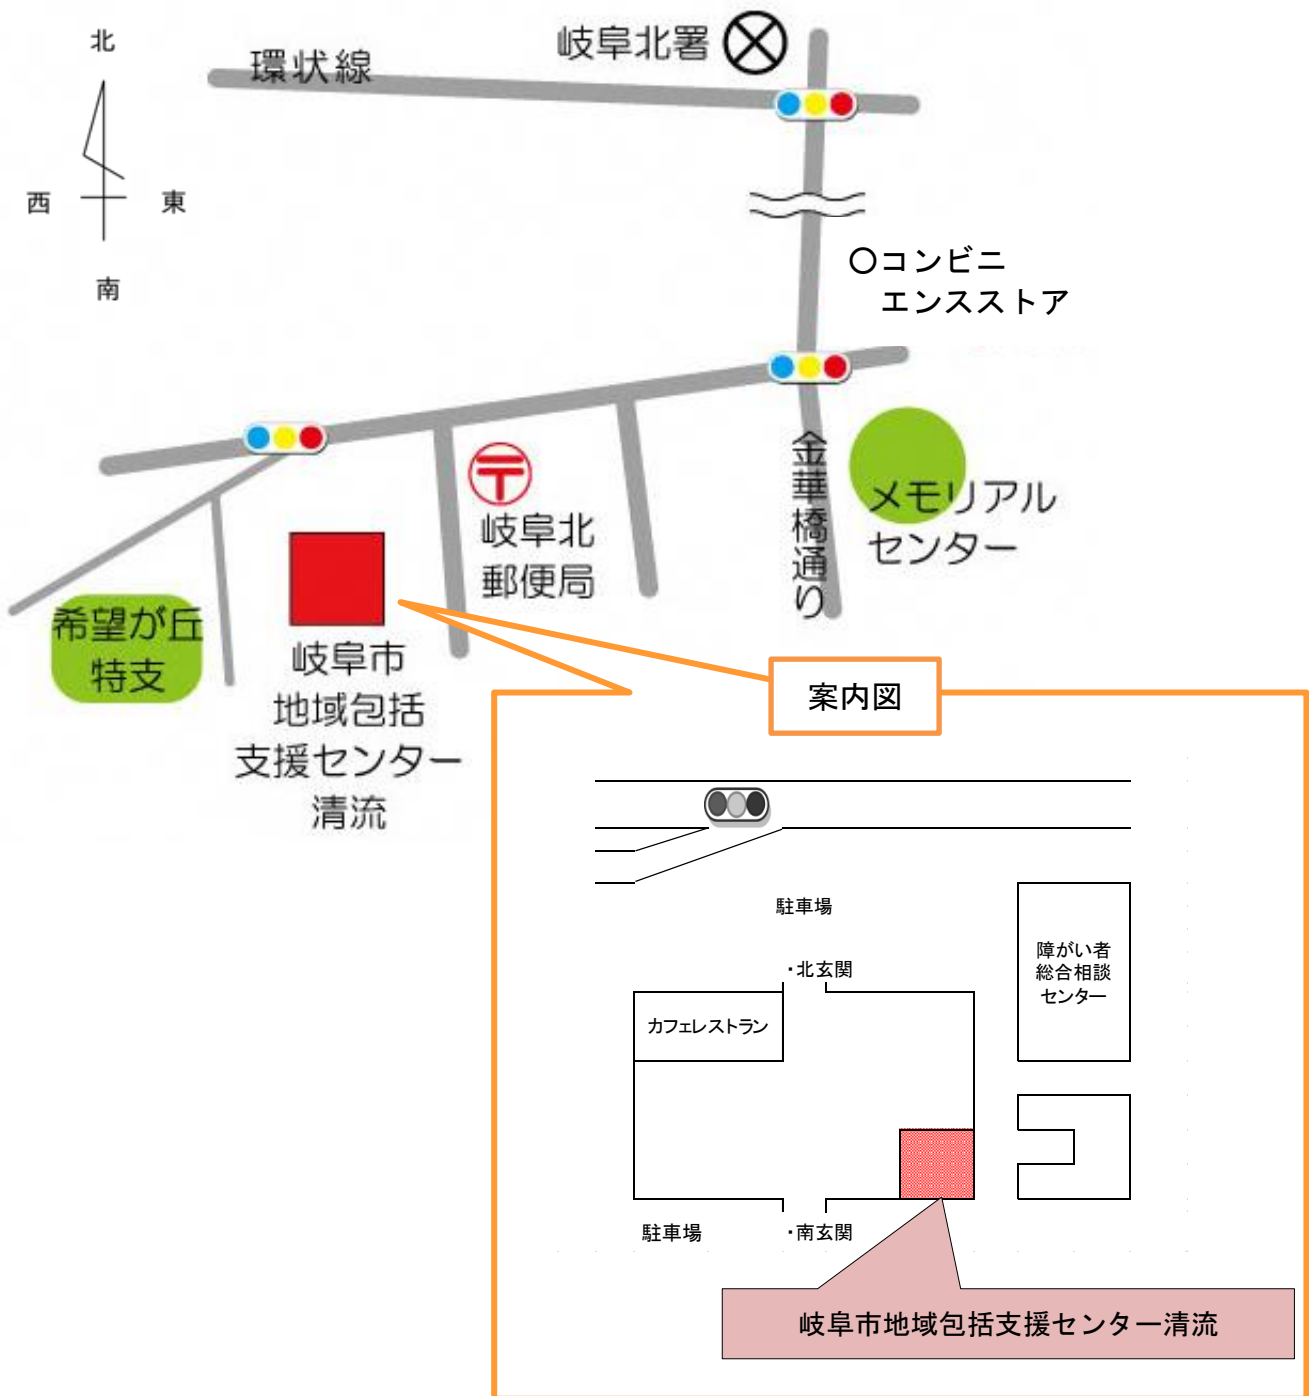 北
西
東
南
環状線
岐阜北署
〇コンビニ
エンスストア
金華橋通り
メモリアル
センター
〒
岐阜北
郵便局
希望が丘
特支
岐阜市
地域包括
支援センター
清流
案内図
駐車場
・北玄関
カフェレストラン
障がい者
総合相談
センター
駐車場
・南玄関
岐阜市地域包括支援センター清流